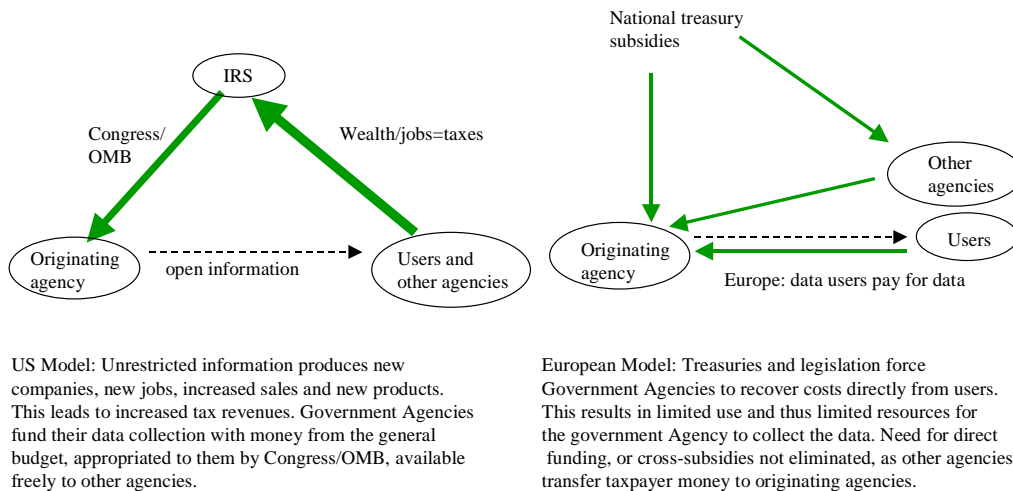 IRS
Congress/
OMB
Wealth/jobs=taxes
Originating
agency
open information
Users and
other agencies
US Model: Unrestricted information produces new
companies, new jobs, increased sales and new products.
This leads to increased tax revenues. Government Agencies
fund their data collection with money from the general
budget, appropriated to them by Congress/OMB, available
freely to other agencies.
National treasury
subsidies
Other
agencies
Originating
agency
Users
Europe: data users pay for data
European Model: Treasuries and legislation force
Government Agencies to recover costs directly from users.
This results in limited use and thus limited resources for
the government Agency to collect the data. Need for direct
funding, or cross-subsidies not eliminated, as other agencies
transfer taxpayer money to originating agencies.